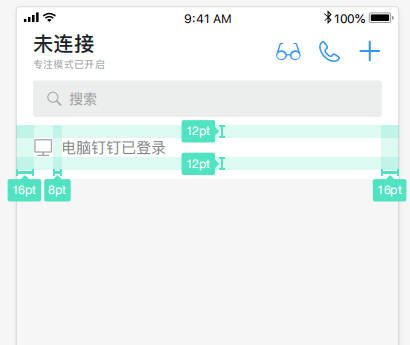 9:41 AM
100%
未连接
专注模式已开启
搜索
12pt
电脑钉钉已登录
12pt
16pt
8pt
16pt